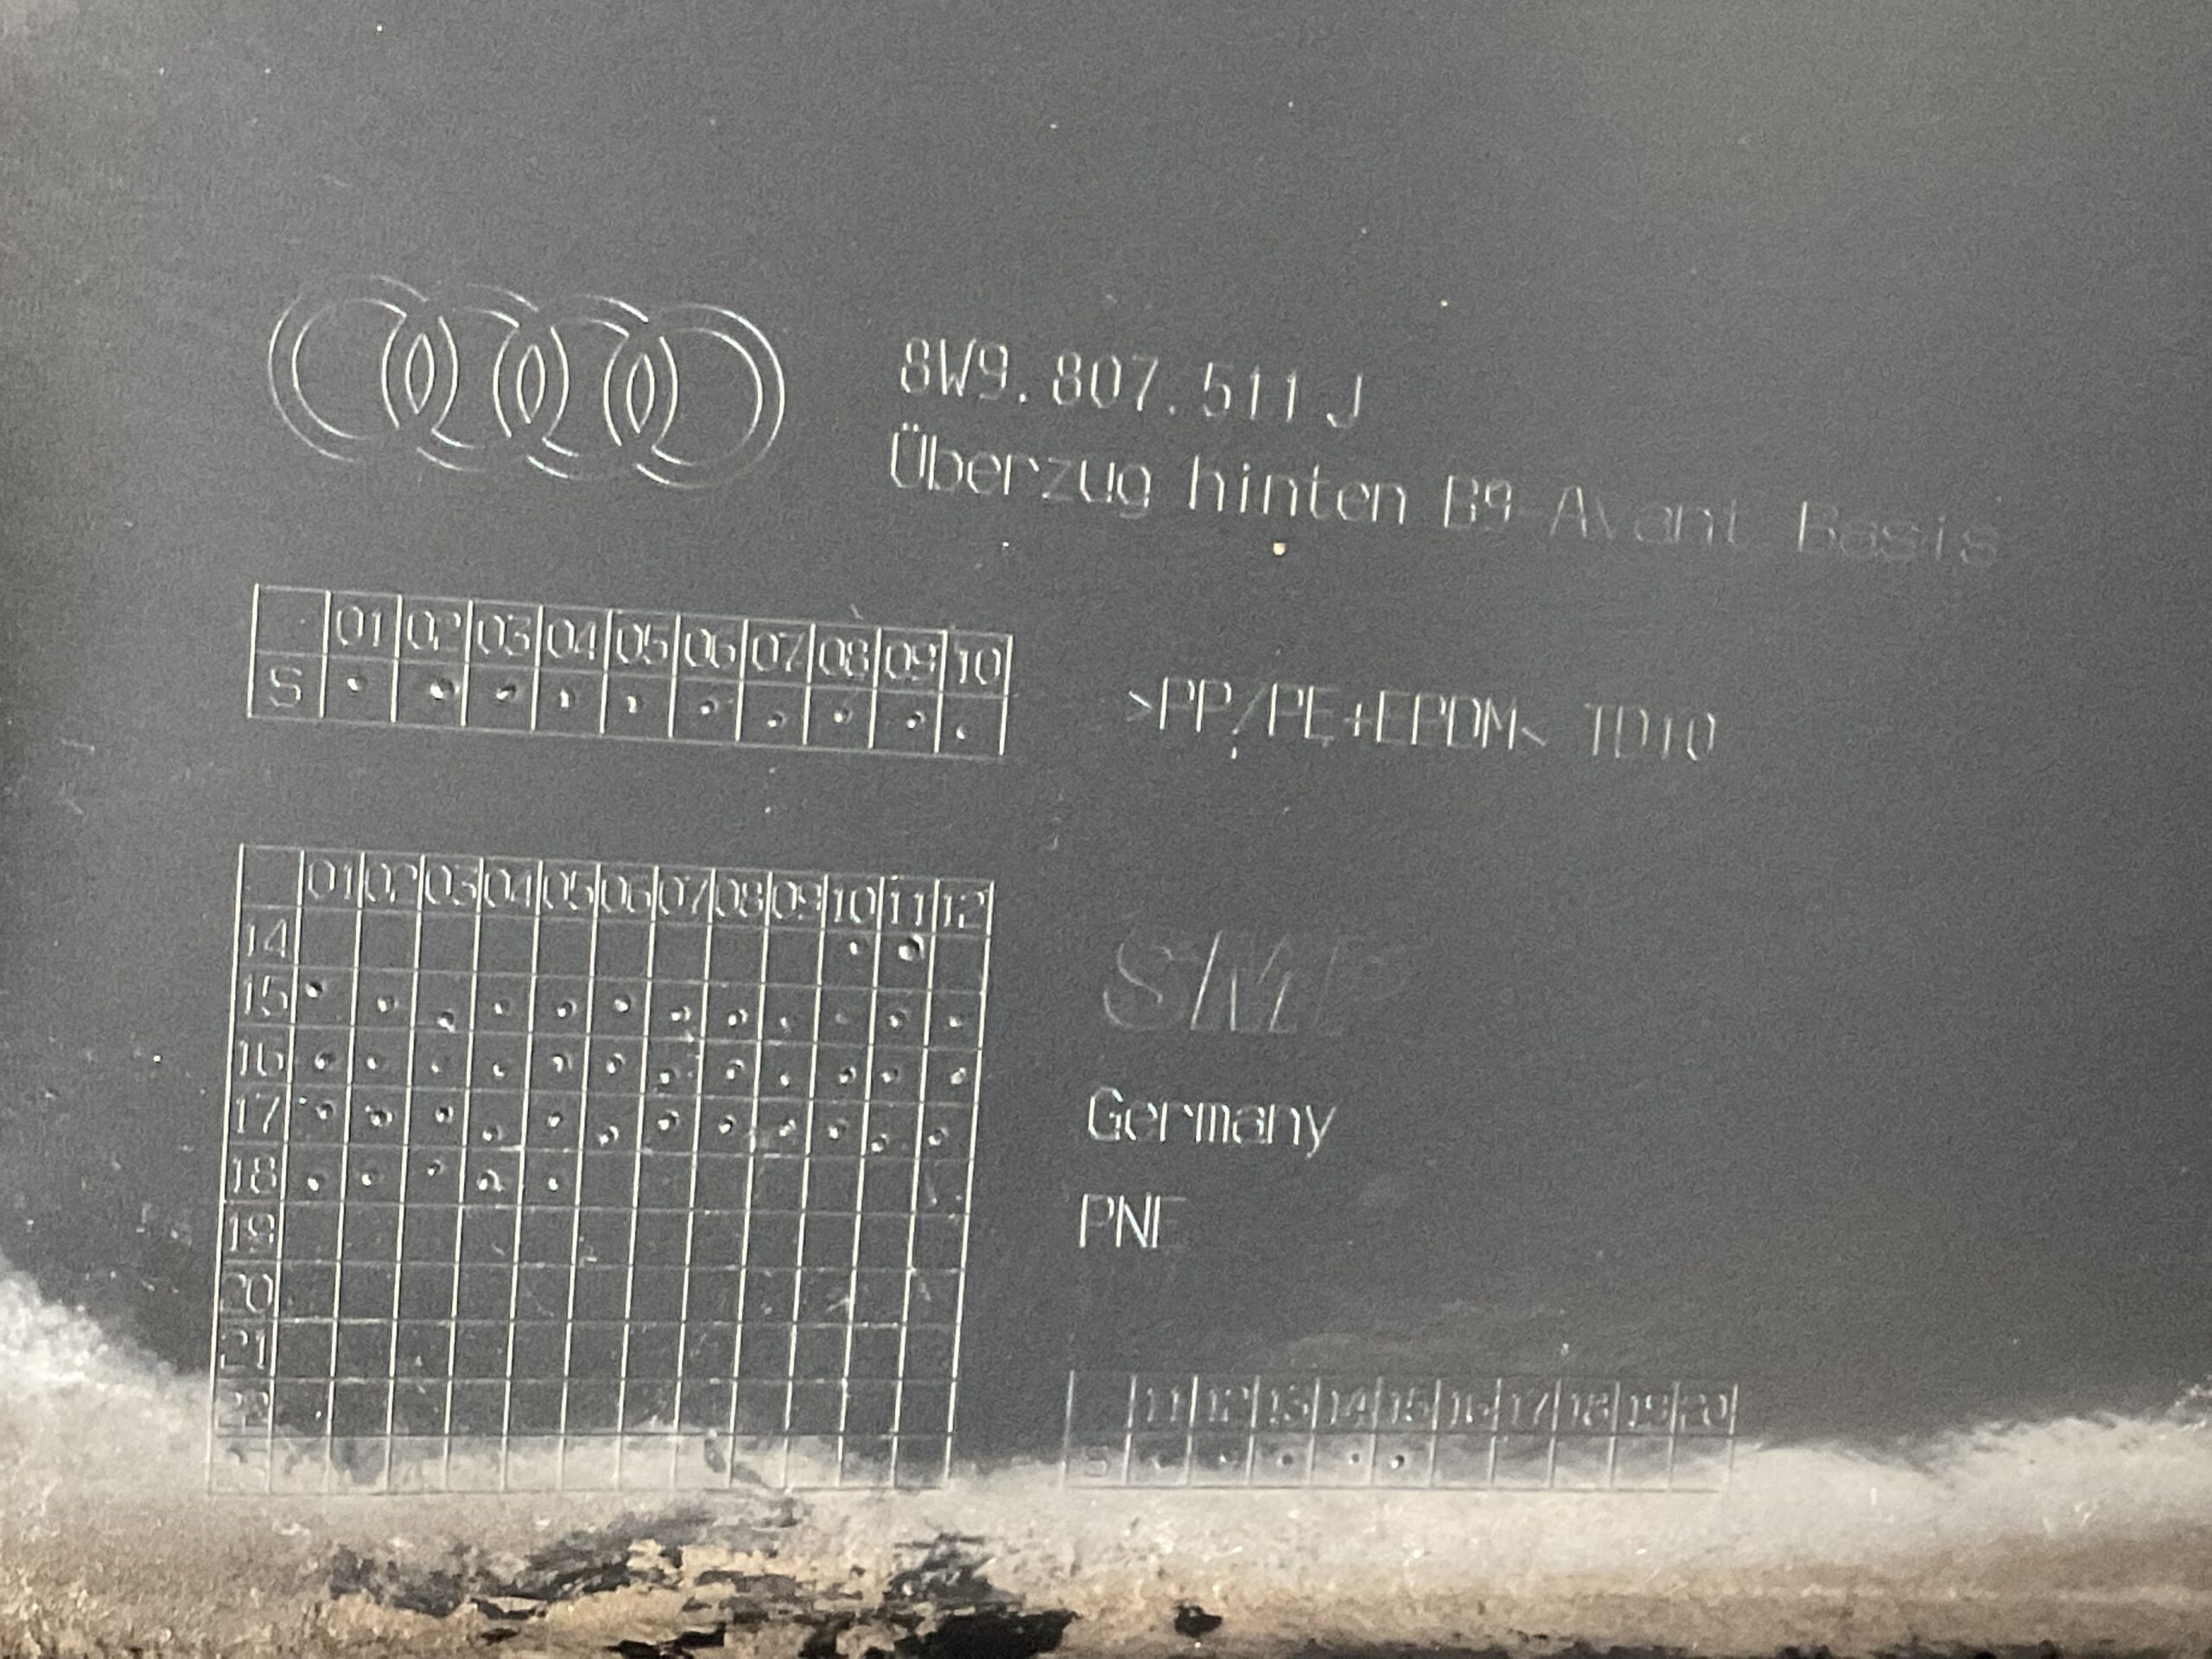 8W9.807.511 J
Überzug hinten B9-Avant Basis
01 02 03 04 05 06 07 08 09 10
S
>PP/PE+EPDM< TD10
01 02 03 04 05 06 07 08 09 10 11 12
14
15
16
17
18
19
20
21
SMP
Germany
PNF
11 12 13 14 15 16 17 18 19 20
S